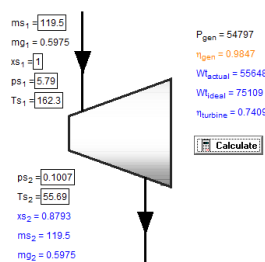 ms1 = 119.5
mg1 = 0.5975
xs1 = 1
ps1 = 5.79
Ts1 = 162.3
Pgen = 54797
ηgen = 0.9847
Wtactual = 55648
Wtideal = 75109
ηturbine = 0.7409
Calculate
ps2 = 0.1007
Ts2 = 55.69
xs2 = 0.8793
ms2 = 119.5
mg2 = 0.5975